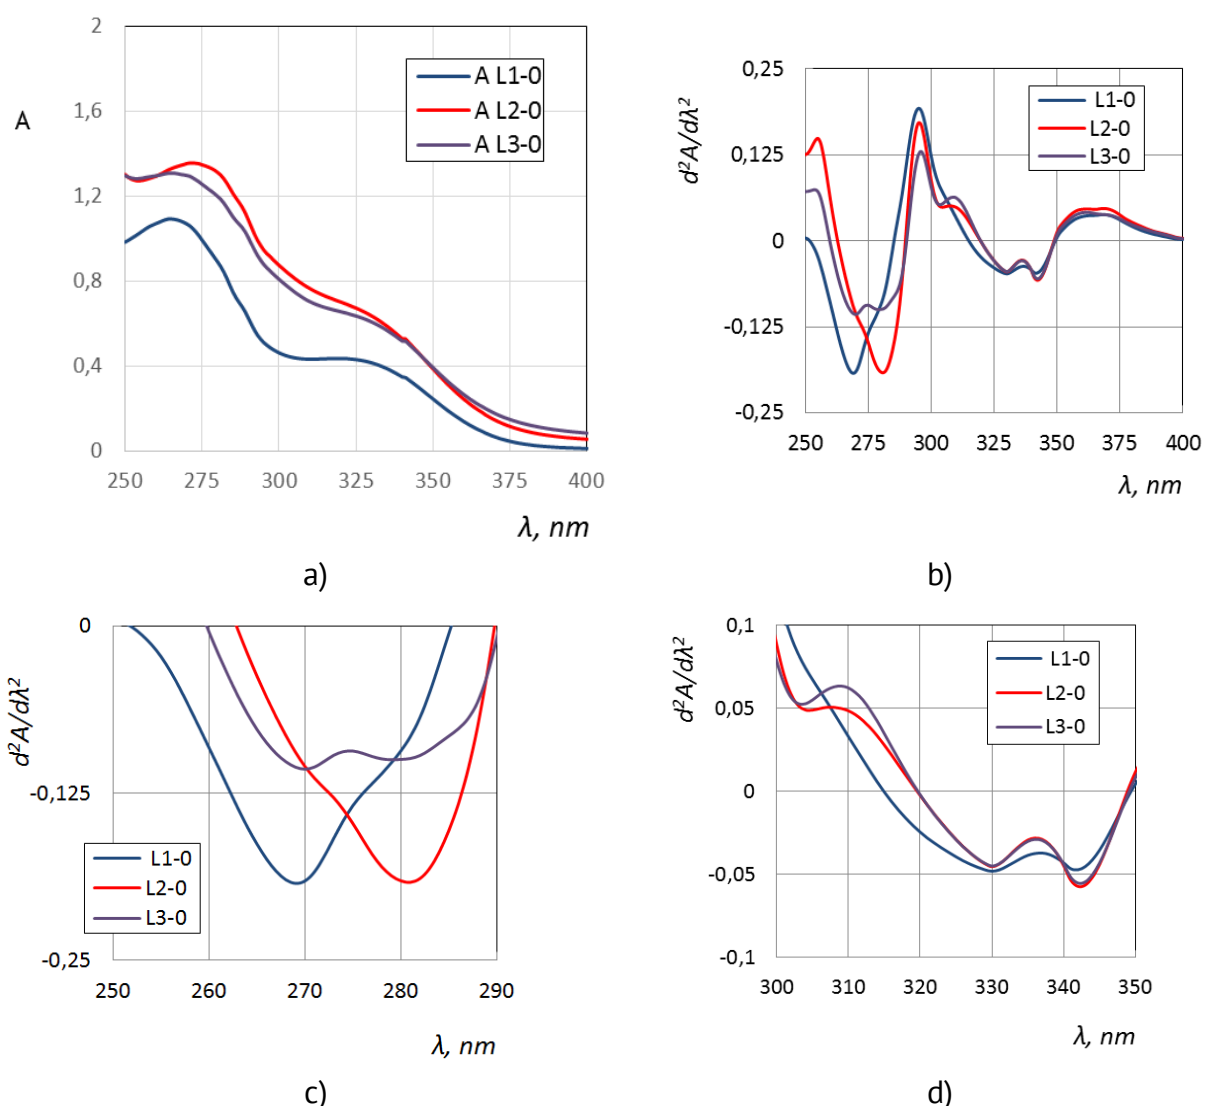 2
1,6
1,2
0,8
0,4
0
A
A L1-0
A L2-0
A L3-0
250 275 300 325 350 375 400
λ, nm
a)
0,25
0,125
0
-0,125
-0,25
d²A/dλ²
L1-0
L2-0
L3-0
250 275 300 325 350 375 400
λ, nm
b)
0
-0,125
-0,25
d²A/dλ²
L1-0
L2-0
L3-0
250 260 270 280 290
λ, nm
c)
0,1
0,05
0
-0,05
-0,1
d²A/dλ²
L1-0
L2-0
L3-0
300 310 320 330 340 350
λ, nm
d)